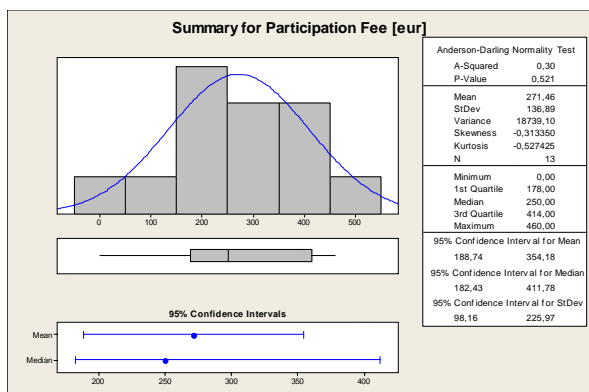 Summary for Participation Fee [eur]
0 100 200 300 400 500
Mean
Median
95% Confidence Intervals
200 250 300 350 400
Anderson-Darling Normality Test
A-Squared 0,30
P-Value 0,521
Mean 271,46
StDev 136,89
Variance 18739,10
Skewness -0,313350
Kurtosis -0,527425
N 13
Minimum 0,00
1st Quartile 178,00
Median 250,00
3rd Quartile 414,00
Maximum 460,00
95% Confidence Interval for Mean
188,74 354,18
95% Confidence Interval for Median
182,43 411,78
95% Confidence Interval for StDev
98,16 225,97